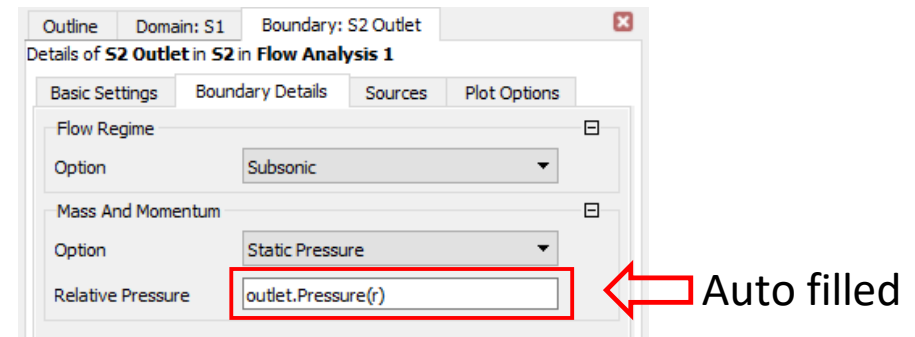 Outline Domain: S1 Boundary: S2 Outlet
Details of S2 Outlet in S2 in Flow Analysis 1
Basic Settings Boundary Details Sources Plot Options
Flow Regime
Option Subsonic
Mass And Momentum
Option Static Pressure
Relative Pressure outlet.Pressure(r) Auto filled